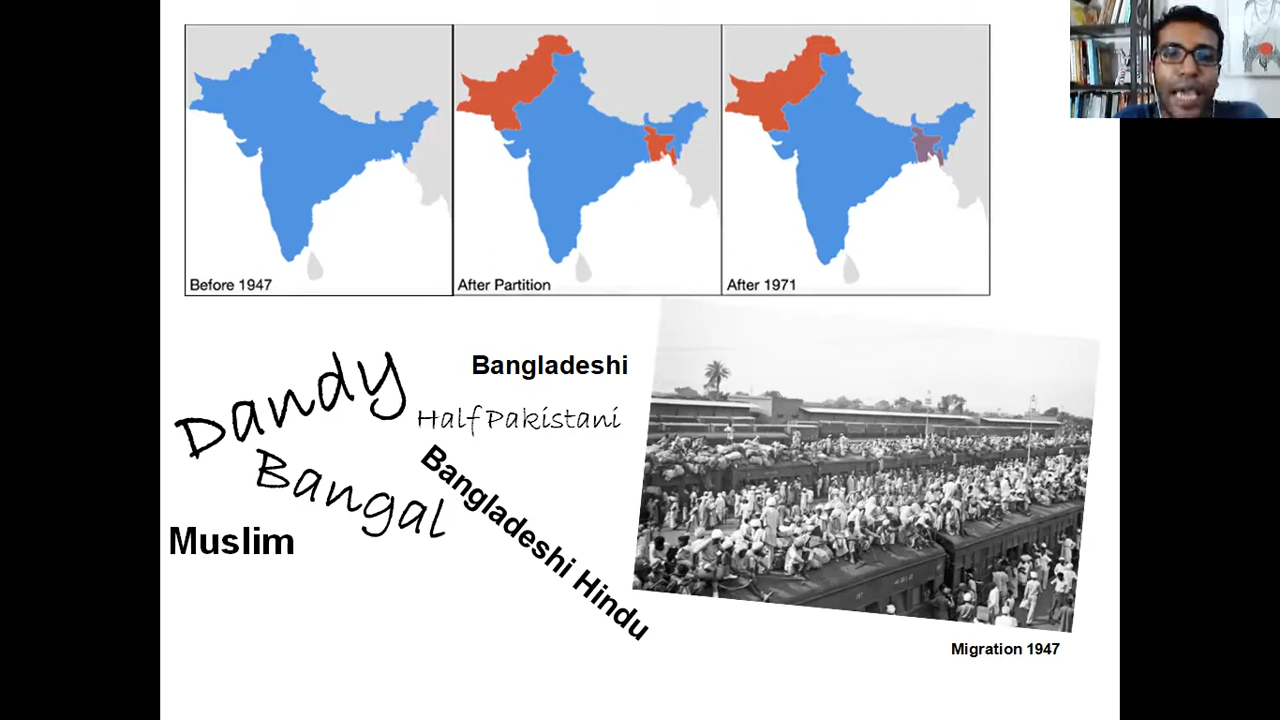 Before 1947
After Partition
After 1971
Bangladeshi
Dandy
Half Pakistani
Bangal
Bangladeshi Hindu
Muslim
Migration 1947